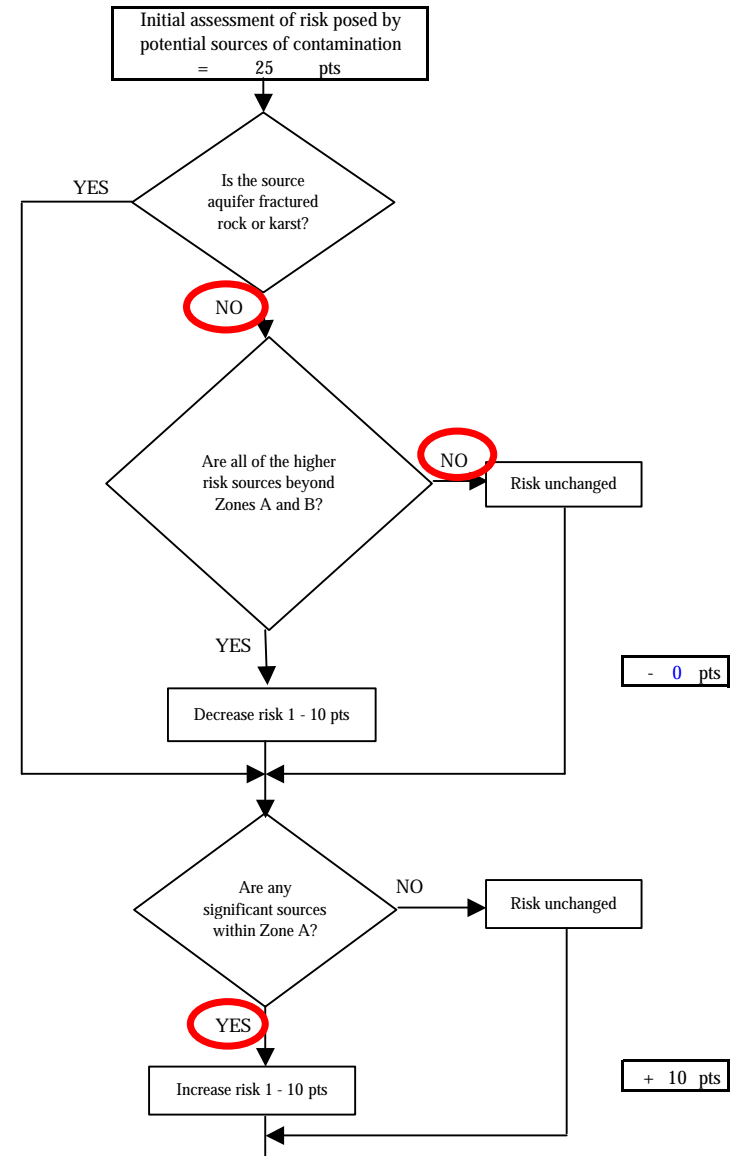 Initial assessment of risk posed by
potential sources of contamination
= 25 pts
YES
Is the source
aquifer fractured
rock or karst?
NO
Are all of the higher
risk sources beyond
Zones A and B?
NO
Risk unchanged
YES
- 0 pts
Decrease risk 1 - 10 pts
Are any
significant sources
within Zone A?
NO
Risk unchanged
YES
Increase risk 1 - 10 pts
+ 10 pts